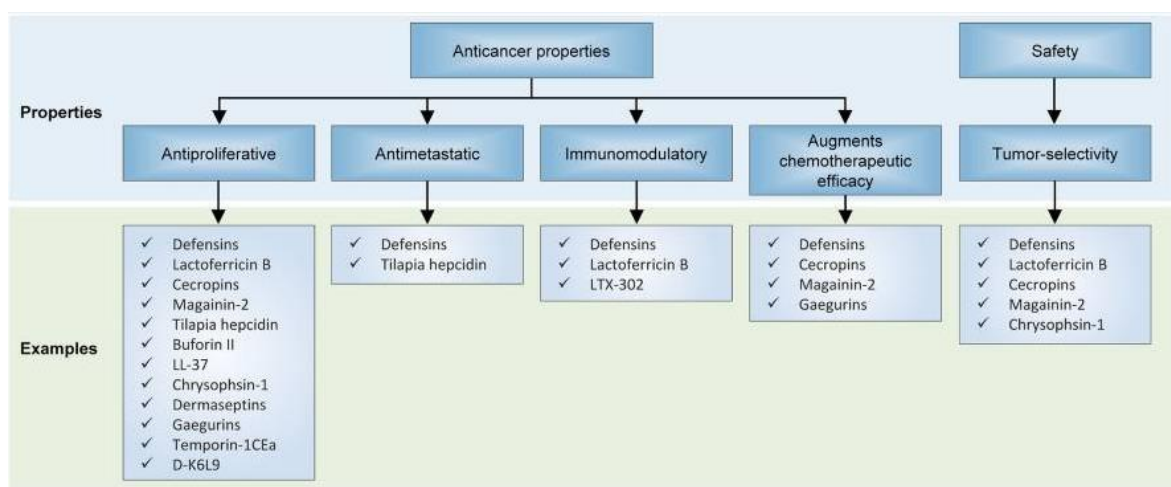 Anticancer properties
Safety
Properties
Antiproliferative
Antimetastatic
Immunomodulatory
Augments
chemotherapeutic
efficacy
Tumor-selectivity
Examples
✓ Defensins
✓ Lactoferricin B
✓ Cecropins
✓ Magainin-2
✓ Tilapia hepcidin
✓ Buforin II
✓ LL-37
✓ Chrysophsin-1
✓ Dermaseptins
✓ Gaegurins
✓ Temporin-1CEa
✓ D-K6L9
✓ Defensins
✓ Tilapia hepcidin
✓ Defensins
✓ Lactoferricin B
✓ LTX-302
✓ Defensins
✓ Cecropins
✓ Magainin-2
✓ Gaegurins
✓ Defensins
✓ Lactoferricin B
✓ Cecropins
✓ Magainin-2
✓ Chrysophsin-1